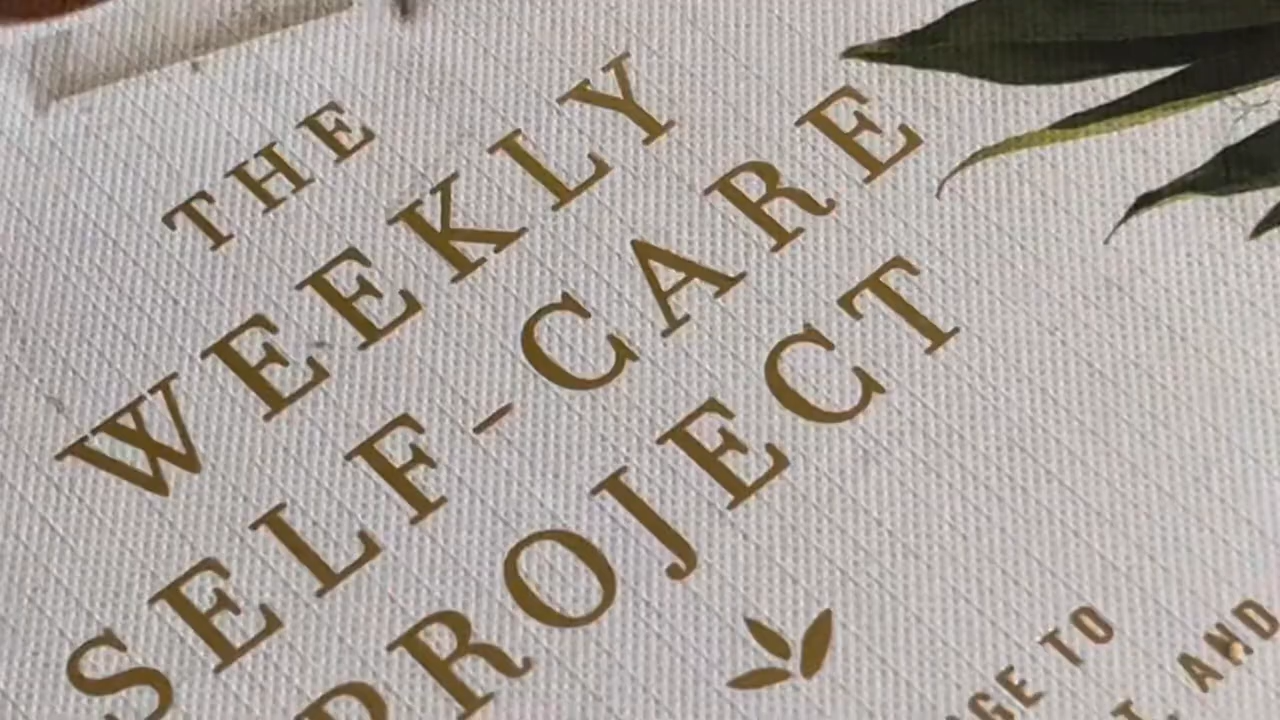 THE
WEEKLY
SELF-CARE
PROJECT
TO
AND